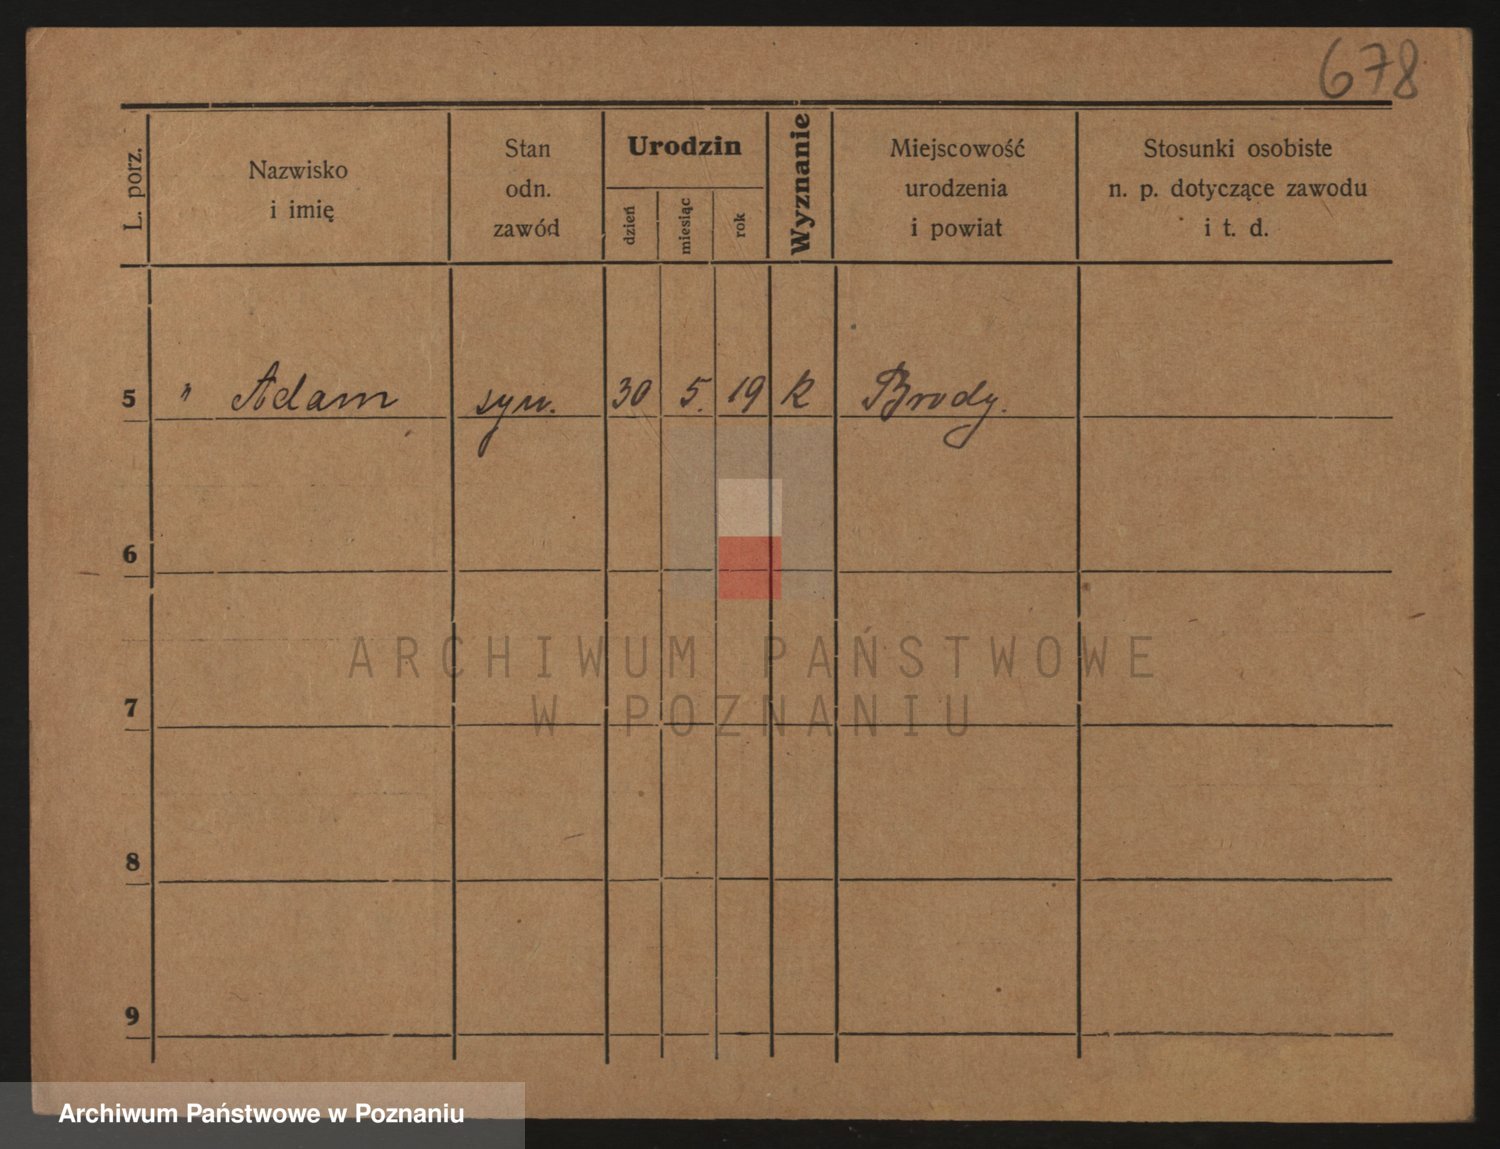 678
L. porz.
Nazwisko
i imię
Stan
odn.
zawód
Urodzin
dzień
miesiąc
rok
Wyznanie
Miejscowość
urodzenia
i powiat
Stosunki osobiste
n. p. dotyczące zawodu
i t. d.
5 " Adam syn. 30 5. 19 k Brody.
6
7
8
9
ARCHIWUM PAŃSTWOWE
W POZNANIU
Archiwum Państwowe w Poznaniu